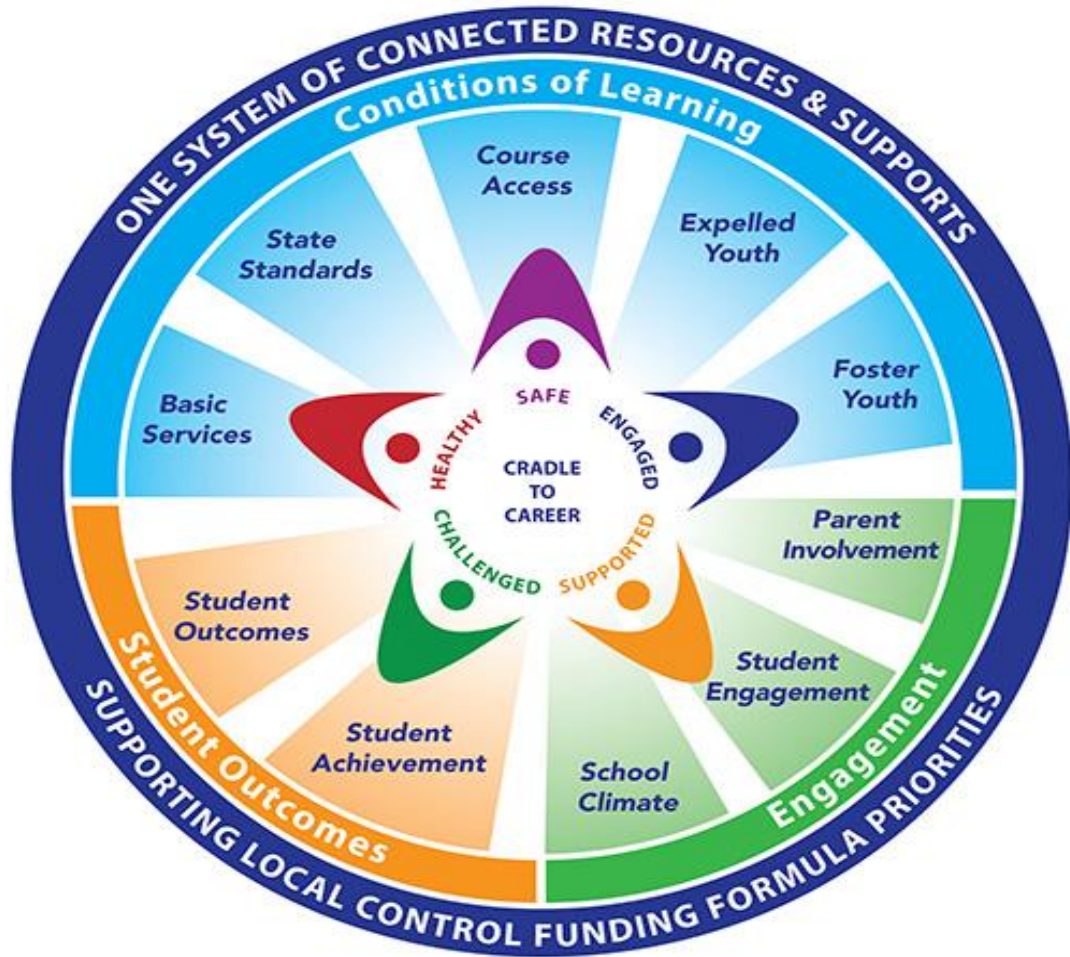 ONE SYSTEM OF CONNECTED RESOURCES & SUPPORTS
Conditions of Learning
Basic
Services
State
Standards
Course
Access
Expelled
Youth
Foster
Youth
Parent
Involvement
Student
Engagement
School
Climate
Engagement
Student
Achievement
Student
Outcomes
Student Outcomes
HEALTHY
SAFE
ENGAGED
SUPPORTED
CHALLENGED
CRADLE
TO
CAREER
SUPPORTING LOCAL CONTROL FUNDING FORMULA PRIORITIES